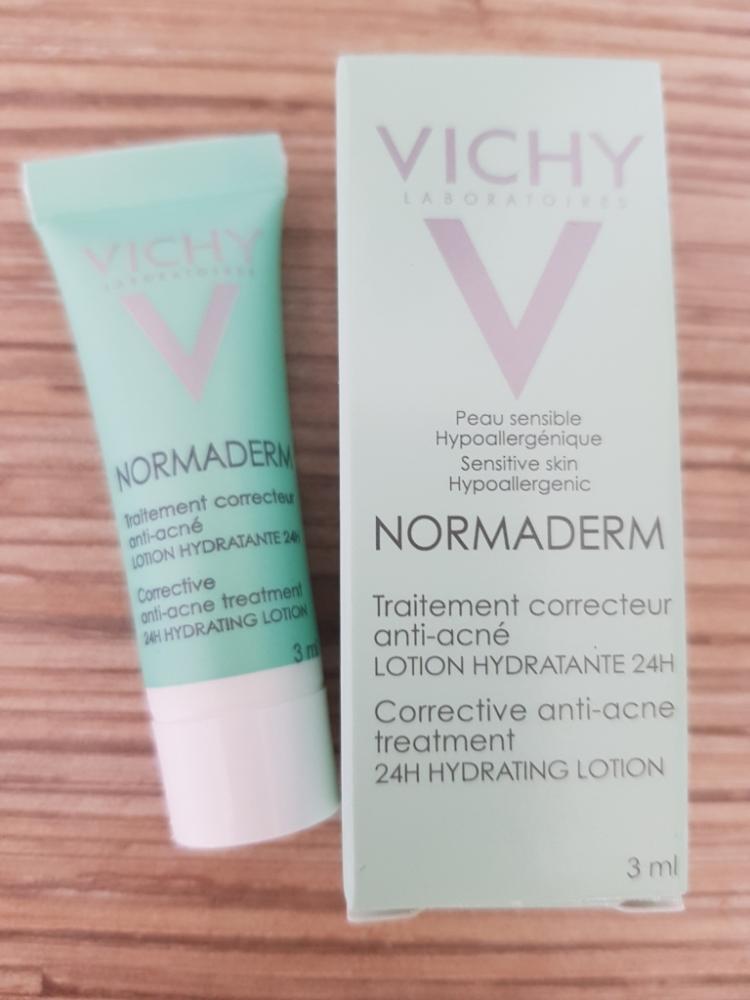 VICHY
LABORATOIRES
V
NORMADERM
Traitement correcteur
anti-acné
LOTION HYDRATANTE 24H
Corrective
anti-acne treatment
24H HYDRATING LOTION
3 ml
VICHY
LABORATOIRES
V
Peau sensible
Hypoallergénique
Sensitive skin
Hypoallergenic
NORMADERM
Traitement correcteur
anti-acné
LOTION HYDRATANTE 24H
Corrective anti-acne
treatment
24H HYDRATING LOTION
3 ml